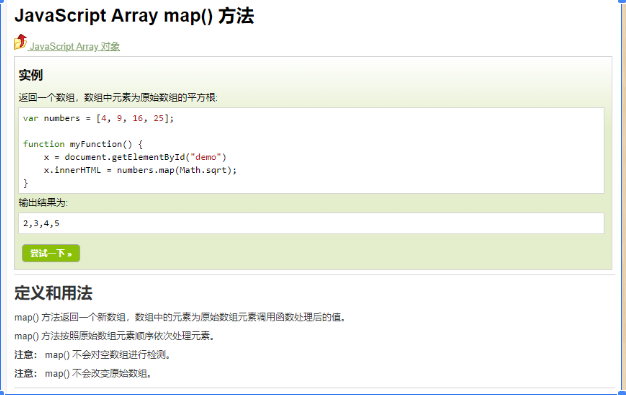 JavaScript Array map() 方法
JavaScript Array 对象
实例
返回一个数组，数组中元素为原始数组的平方根:
var numbers = [4, 9, 16, 25];
function myFunction() {
    x = document.getElementById("demo")
    x.innerHTML = numbers.map(Math.sqrt);
}
输出结果为:
2,3,4,5
尝试一下 »
定义和用法
map() 方法返回一个新数组，数组中的元素为原始数组元素调用函数处理后的值。
map() 方法按照原始数组元素顺序依次处理元素。
注意： map() 不会对空数组进行检测。
注意： map() 不会改变原始数组。